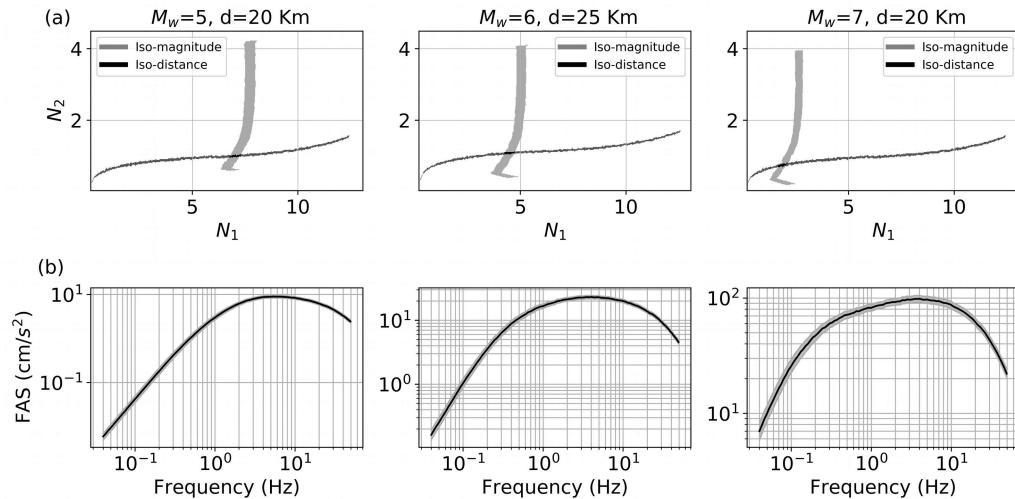 (a)
M_w=5, d=20 Km
M_w=6, d=25 Km
M_w=7, d=20 Km
Iso-magnitude
Iso-distance
Iso-magnitude
Iso-distance
Iso-magnitude
Iso-distance
N_2
4
2
4
2
4
2
5
10
5
10
5
10
N_1
N_1
N_1
(b)
FAS (cm/s^2)
10^1
10^-1
10^1
10^0
10^2
10^1
10^-1
10^0
10^1
10^-1
10^0
10^1
10^-1
10^0
10^1
Frequency (Hz)
Frequency (Hz)
Frequency (Hz)